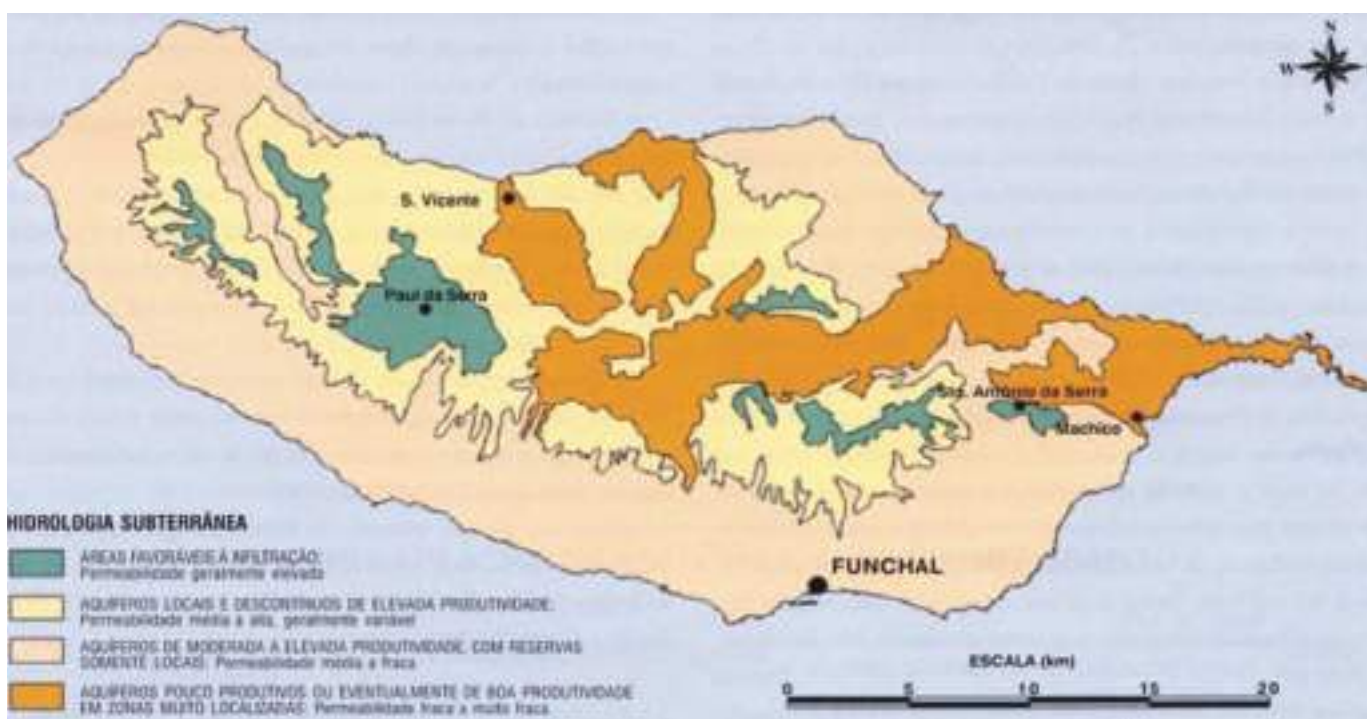 N
W
S
S. Vicente
Paul da Serra
Sto. António da Serra
Machico
FUNCHAL
HIDROLOGIA SUBTERRÂNEA
ÁREAS FAVORÁVEIS À INFILTRAÇÃO:
Permeabilidade geralmente elevada
AQUÍFEROS LOCAIS E DESCONTÍNUOS DE ELEVADA PRODUTIVIDADE:
Permeabilidade média a alta, geralmente variável
AQUÍFEROS DE MODERADA A ELEVADA PRODUTIVIDADE, COM RESERVAS
SOMENTE LOCAIS: Permeabilidade média a fraca
AQUÍFEROS POUCO PRODUTIVOS OU EVENTUALMENTE DE BOA PRODUTIVIDADE
EM ZONAS MUITO LOCALIZADAS: Permeabilidade fraca a muito fraca
ESCALA (km)
0 5 10 15 20